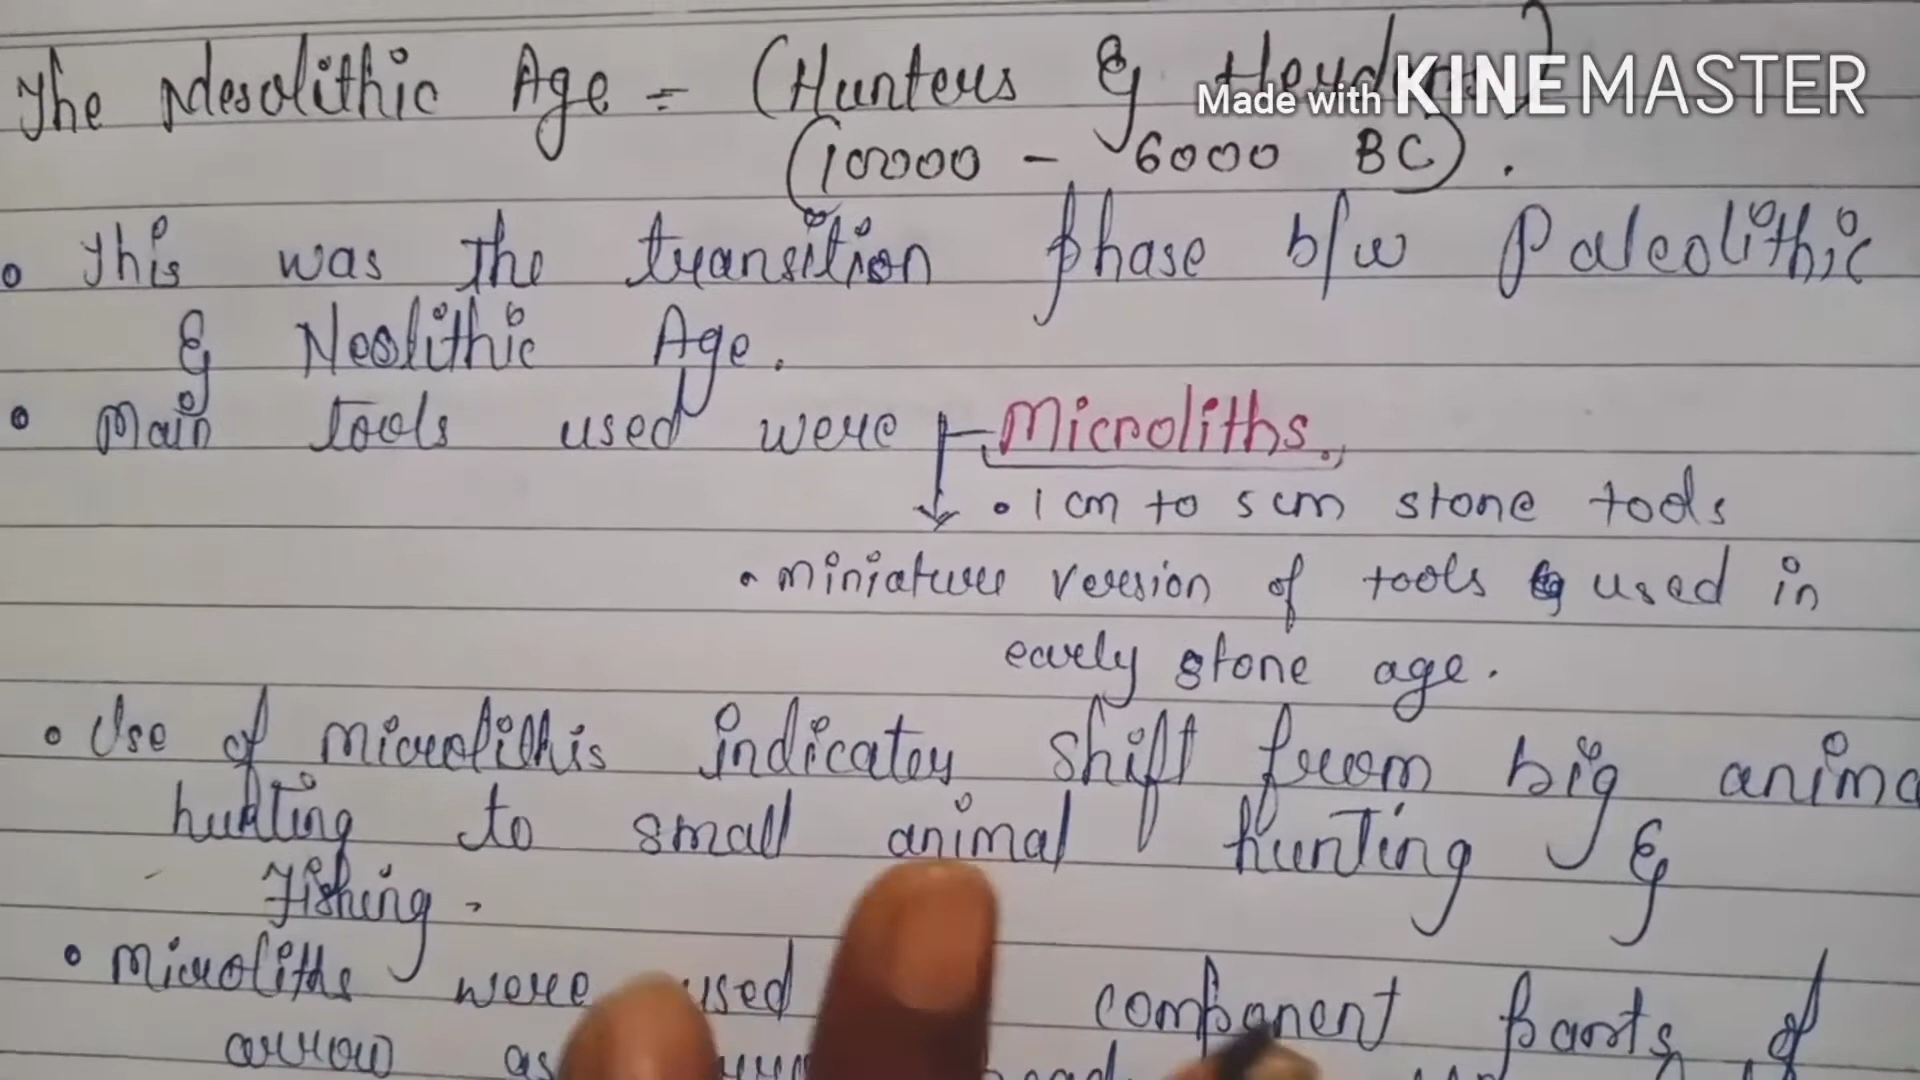 The Mesolithic Age = (Hunters & Herders)
Made with KINEMASTER
(10000 - 6000 BC).
• This was the transition phase b/w Paleolithic
& Neolithic Age.
• Main tools used were Microliths.
• 1 cm to 5 cm stone tools
• miniature version of tools used in
early stone age.
• Use of microlithis indicates shift from big anima
hunting to small animal hunting &
Fishing.
• Microliths were used component parts of
arrow as